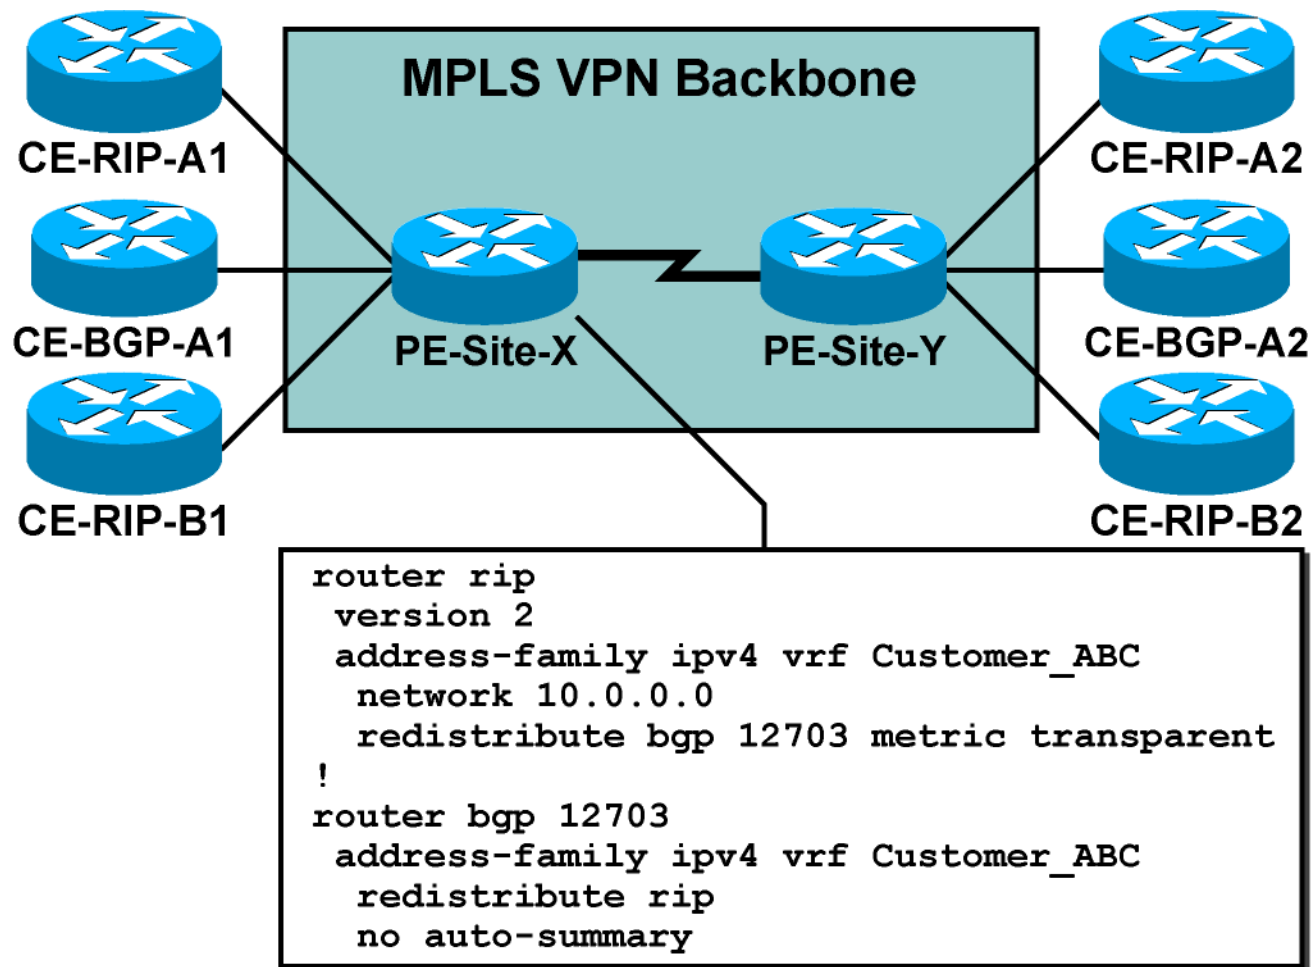 MPLS VPN Backbone
CE-RIP-A1
CE-RIP-A2
CE-BGP-A1
PE-Site-X
PE-Site-Y
CE-BGP-A2
CE-RIP-B1
CE-RIP-B2
router rip
version 2
address-family ipv4 vrf Customer_ABC
network 10.0.0.0
redistribute bgp 12703 metric transparent
!
router bgp 12703
address-family ipv4 vrf Customer_ABC
redistribute rip
no auto-summary